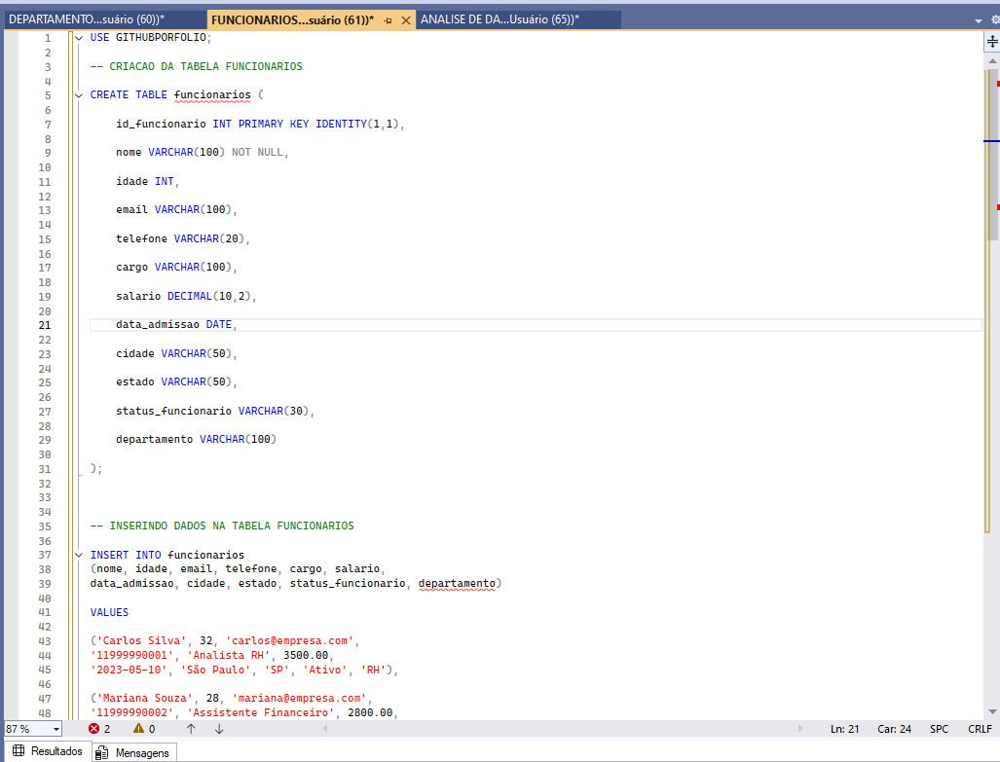 DEPARTAMENTO...suário (60))*
FUNCIONARIOS...suário (61))*
ANALISE DE DA...Usuário (65))*
1 USE GITHUBPORFOLIO;
2
3 -- CRIACAO DA TABELA FUNCIONARIOS
4
5 CREATE TABLE funcionarios (
6
7 id_funcionario INT PRIMARY KEY IDENTITY(1,1),
8
9 nome VARCHAR(100) NOT NULL,
10
11 idade INT,
12
13 email VARCHAR(100),
14
15 telefone VARCHAR(20),
16
17 cargo VARCHAR(100),
18
19 salario DECIMAL(10,2),
20
21 data_admissao DATE,
22
23 cidade VARCHAR(50),
24
25 estado VARCHAR(50),
26
27 status_funcionario VARCHAR(30),
28
29 departamento VARCHAR(100)
30
31 );
32
33
34
35 -- INSERINDO DADOS NA TABELA FUNCIONARIOS
36
37 INSERT INTO funcionarios
38 (nome, idade, email, telefone, cargo, salario,
39 data_admissao, cidade, estado, status_funcionario, departamento)
40
41 VALUES
42
43 ('Carlos Silva', 32, 'carlos@empresa.com',
44 '11999990001', 'Analista RH', 3500.00,
45 '2023-05-10', 'São Paulo', 'SP', 'Ativo', 'RH'),
46
47 ('Mariana Souza', 28, 'mariana@empresa.com',
48 '11999990002', 'Assistente Financeiro', 2800.00,
87 % 2 0 Ln: 21 Car: 24 SPC CRLF
Resultados Mensagens